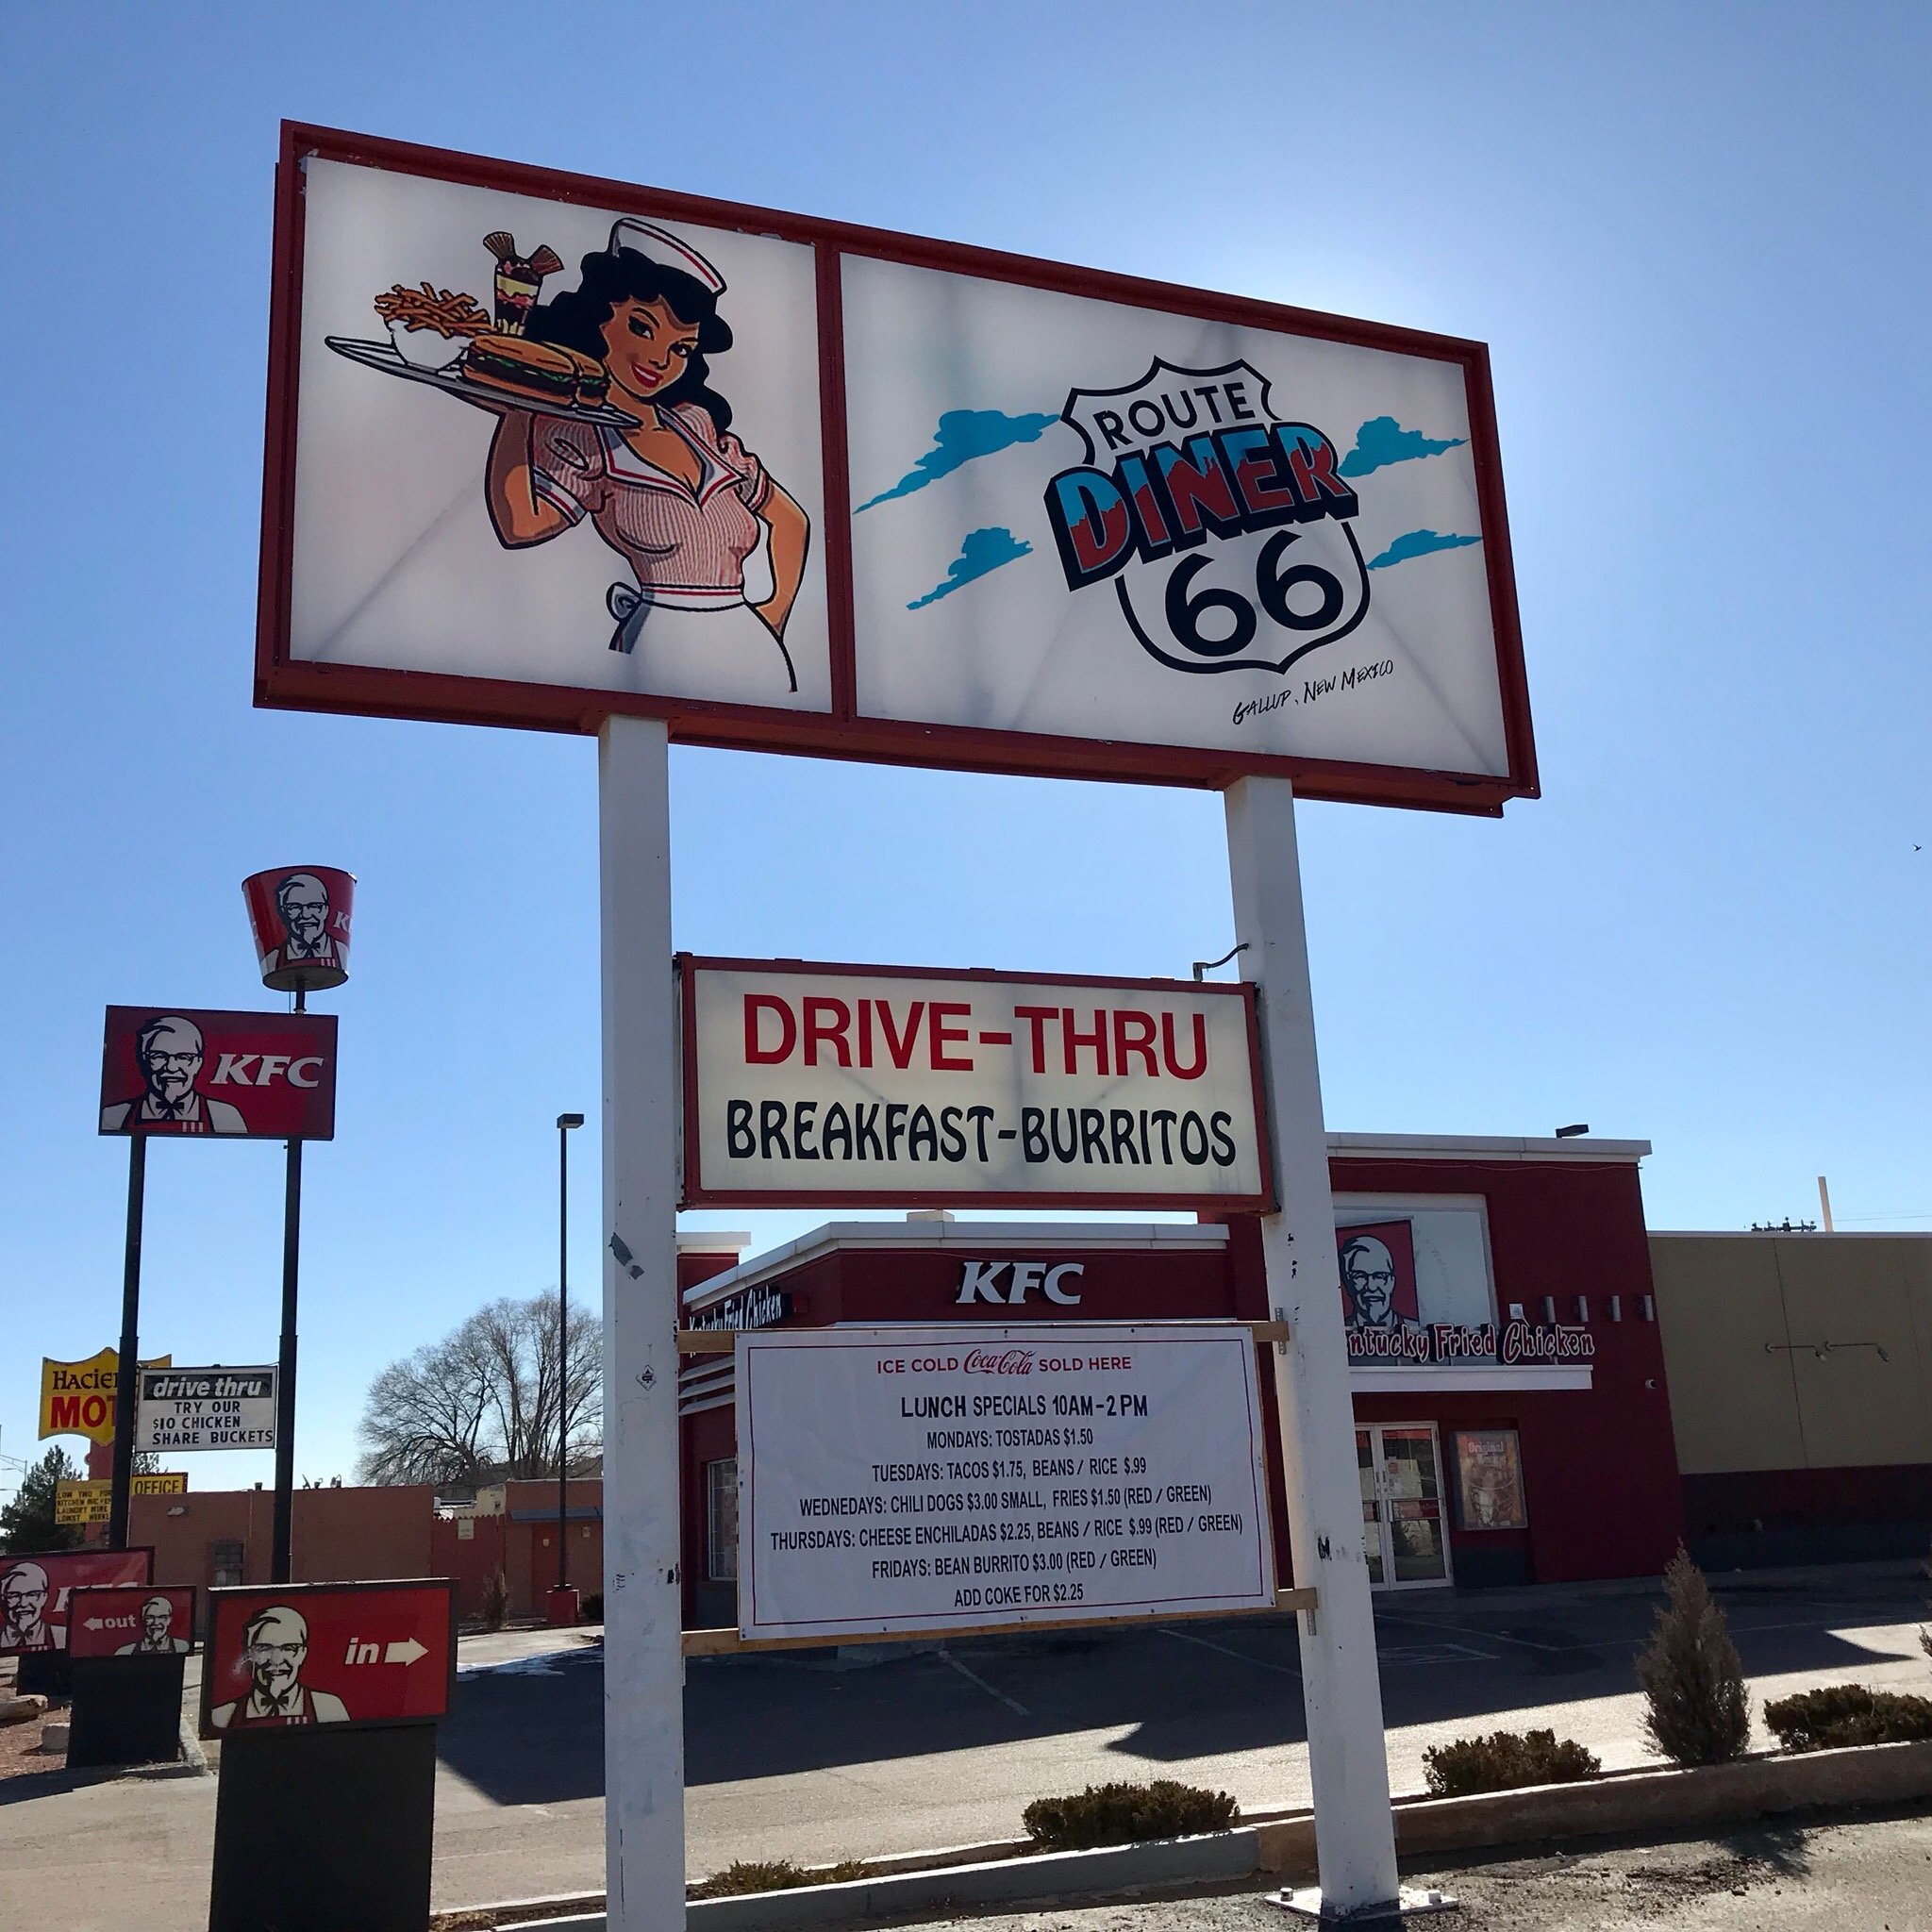 ROUTE
DINER
66
GALLUP, NEW MEXICO
DRIVE-THRU
BREAKFAST-BURRITOS
ICE COLD Coca-Cola SOLD HERE
LUNCH SPECIALS 10AM-2PM
MONDAYS: TOSTADAS $1.50
TUESDAYS: TACOS $1.75, BEANS / RICE $.99
WEDNEDAYS: CHILI DOGS $3.00 SMALL, FRIES $1.50 (RED / GREEN)
THURSDAYS: CHEESE ENCHILADAS $2.25, BEANS / RICE $.99 (RED / GREEN)
FRIDAYS: BEAN BURRITO $3.00 (RED / GREEN)
ADD COKE FOR $2.25
KFC
KFC
Kentucky Fried Chicken
Fried Chicken
Original
drive thru
TRY OUR
$10 CHICKEN
SHARE BUCKETS
OFFICE
LOW
out
in